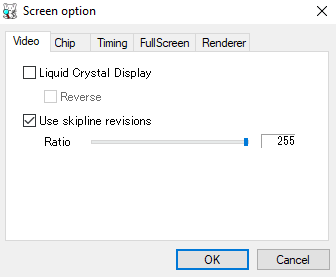 Screen option
Video Chip Timing FullScreen Renderer
Liquid Crystal Display
Reverse
Use skipline revisions
Ratio 255
OK Cancel